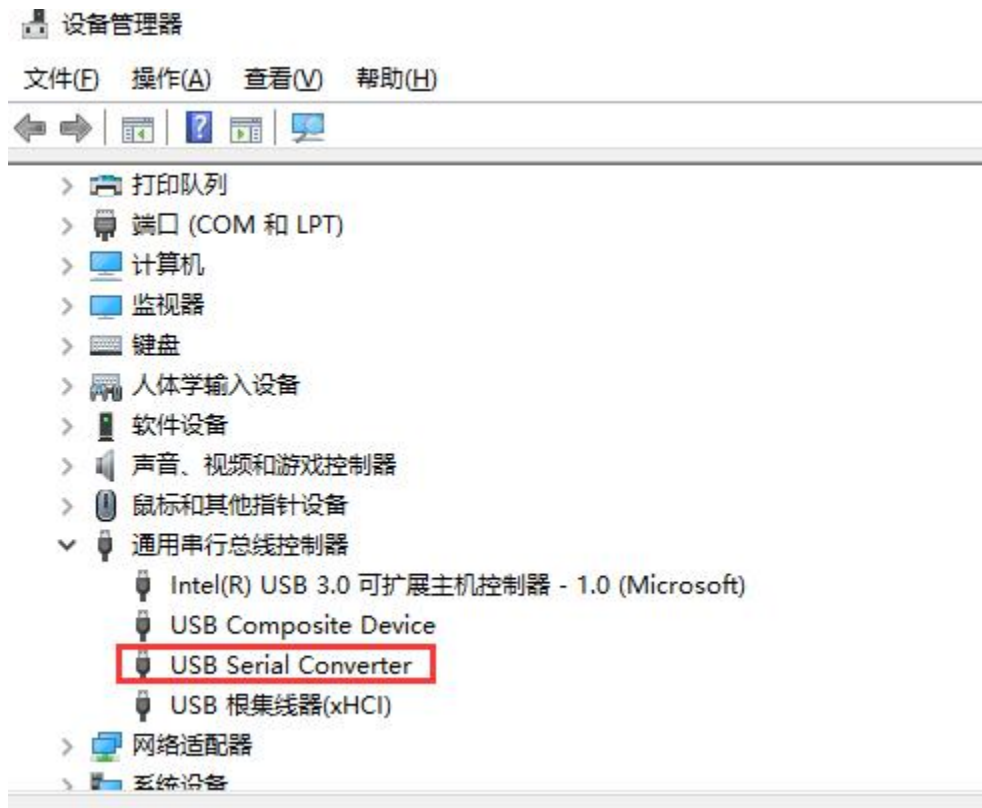 设备管理器
文件(F) 操作(A) 查看(V) 帮助(H)
打印队列
端口 (COM 和 LPT)
计算机
监视器
键盘
人体学输入设备
软件设备
声音、视频和游戏控制器
鼠标和其他指针设备
通用串行总线控制器
Intel(R) USB 3.0 可扩展主机控制器 - 1.0 (Microsoft)
USB Composite Device
USB Serial Converter
USB 根集线器(xHCI)
网络适配器
系统设备